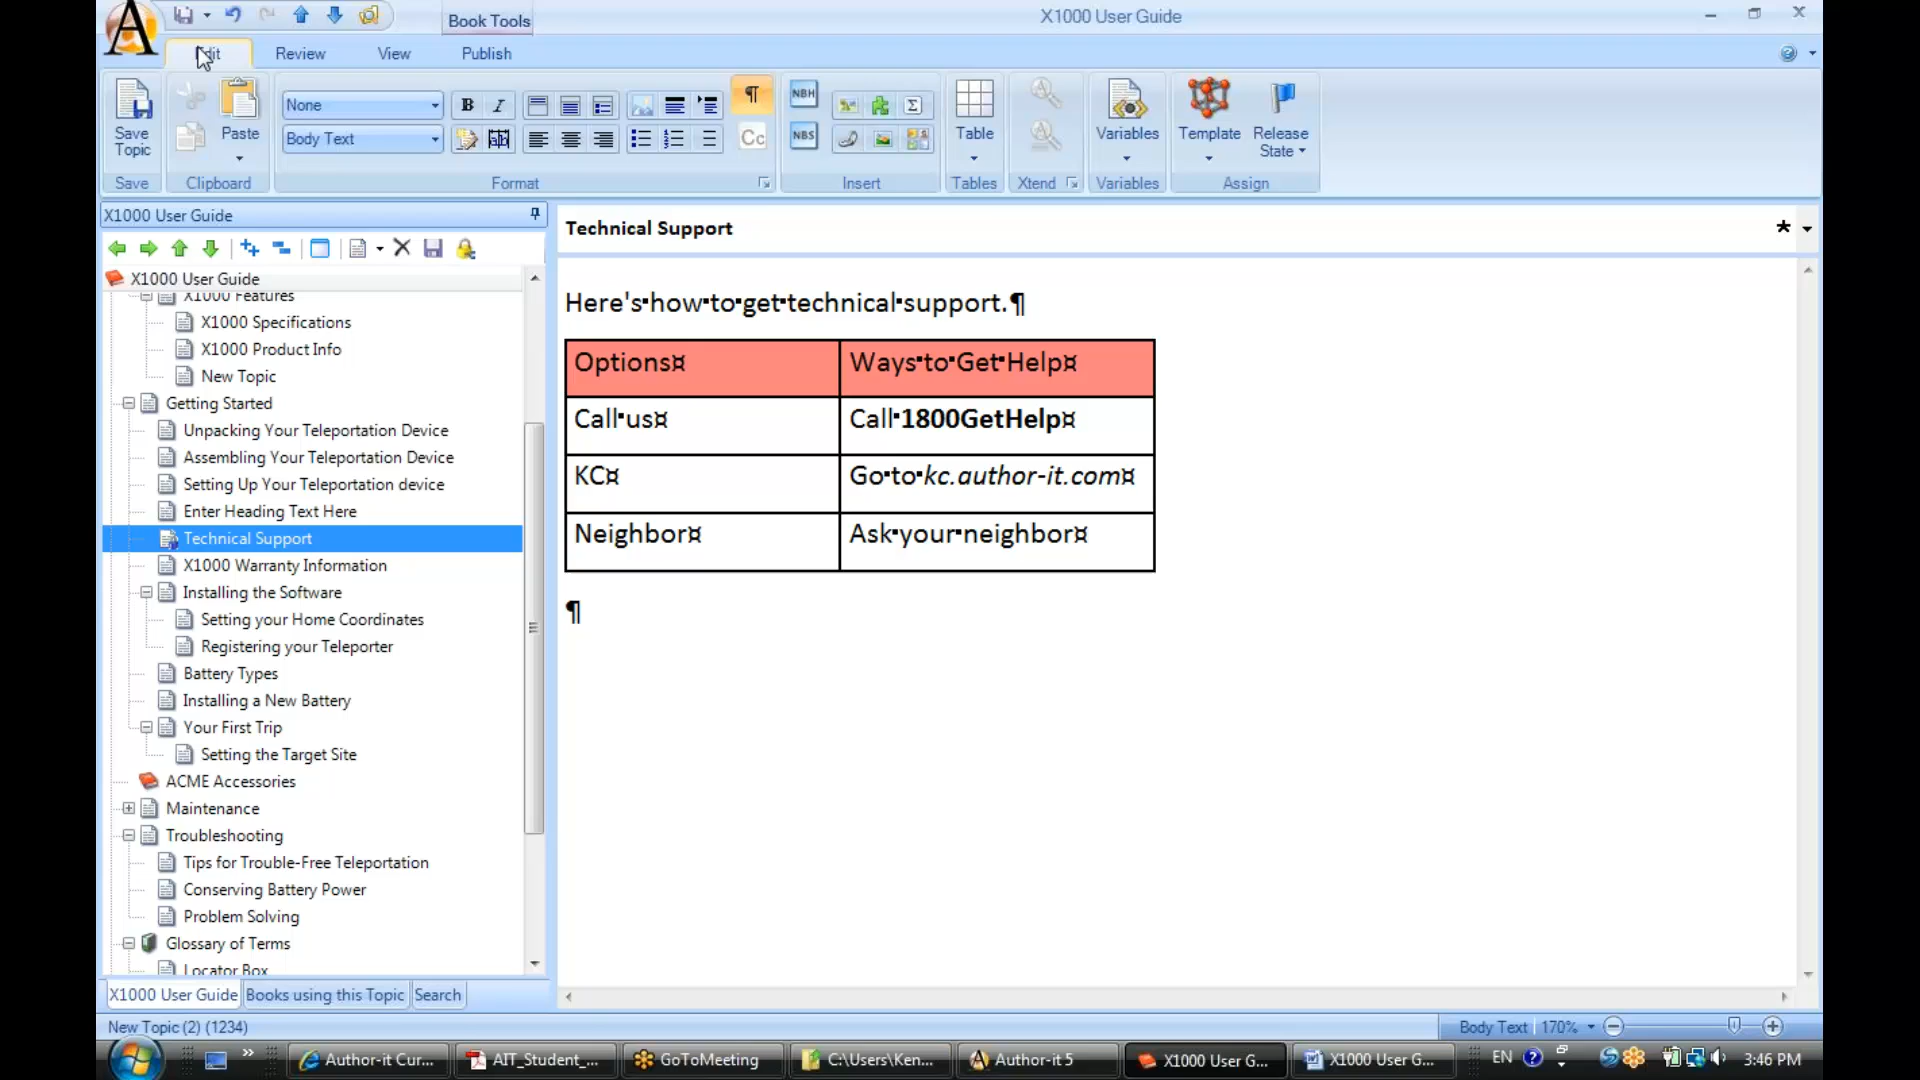 Book Tools
X1000 User Guide
Edit Review View Publish
Save Topic
Paste
None
Body Text
B I
Cc
NBH
NBS
Σ
Table
Variables
Template
Release State
Save Clipboard Format Insert Tables Xtend Variables Assign
X1000 User Guide
X1000 User Guide
X1000 Features
X1000 Specifications
X1000 Product Info
New Topic
Getting Started
Unpacking Your Teleportation Device
Assembling Your Teleportation Device
Setting Up Your Teleportation device
Enter Heading Text Here
Technical Support
X1000 Warranty Information
Installing the Software
Setting your Home Coordinates
Registering your Teleporter
Battery Types
Installing a New Battery
Your First Trip
Setting the Target Site
ACME Accessories
Maintenance
Troubleshooting
Tips for Trouble-Free Teleportation
Conserving Battery Power
Problem Solving
Glossary of Terms
Locator Box
X1000 User Guide Books using this Topic Search
Technical Support *
Here's·how·to·get·technical·support.¶
Options¤ Ways·to·Get·Help¤
Call·us¤ Call·1800GetHelp¤
KC¤ Go·to·kc.author-it.com¤
Neighbor¤ Ask·your·neighbor¤
¶
New Topic (2) (1234)
Body Text 170%
Author-it Cur... AIT_Student_... GoToMeeting C:\Users\Ken... Author-it 5 X1000 User G... X1000 User G... EN 3:46 PM